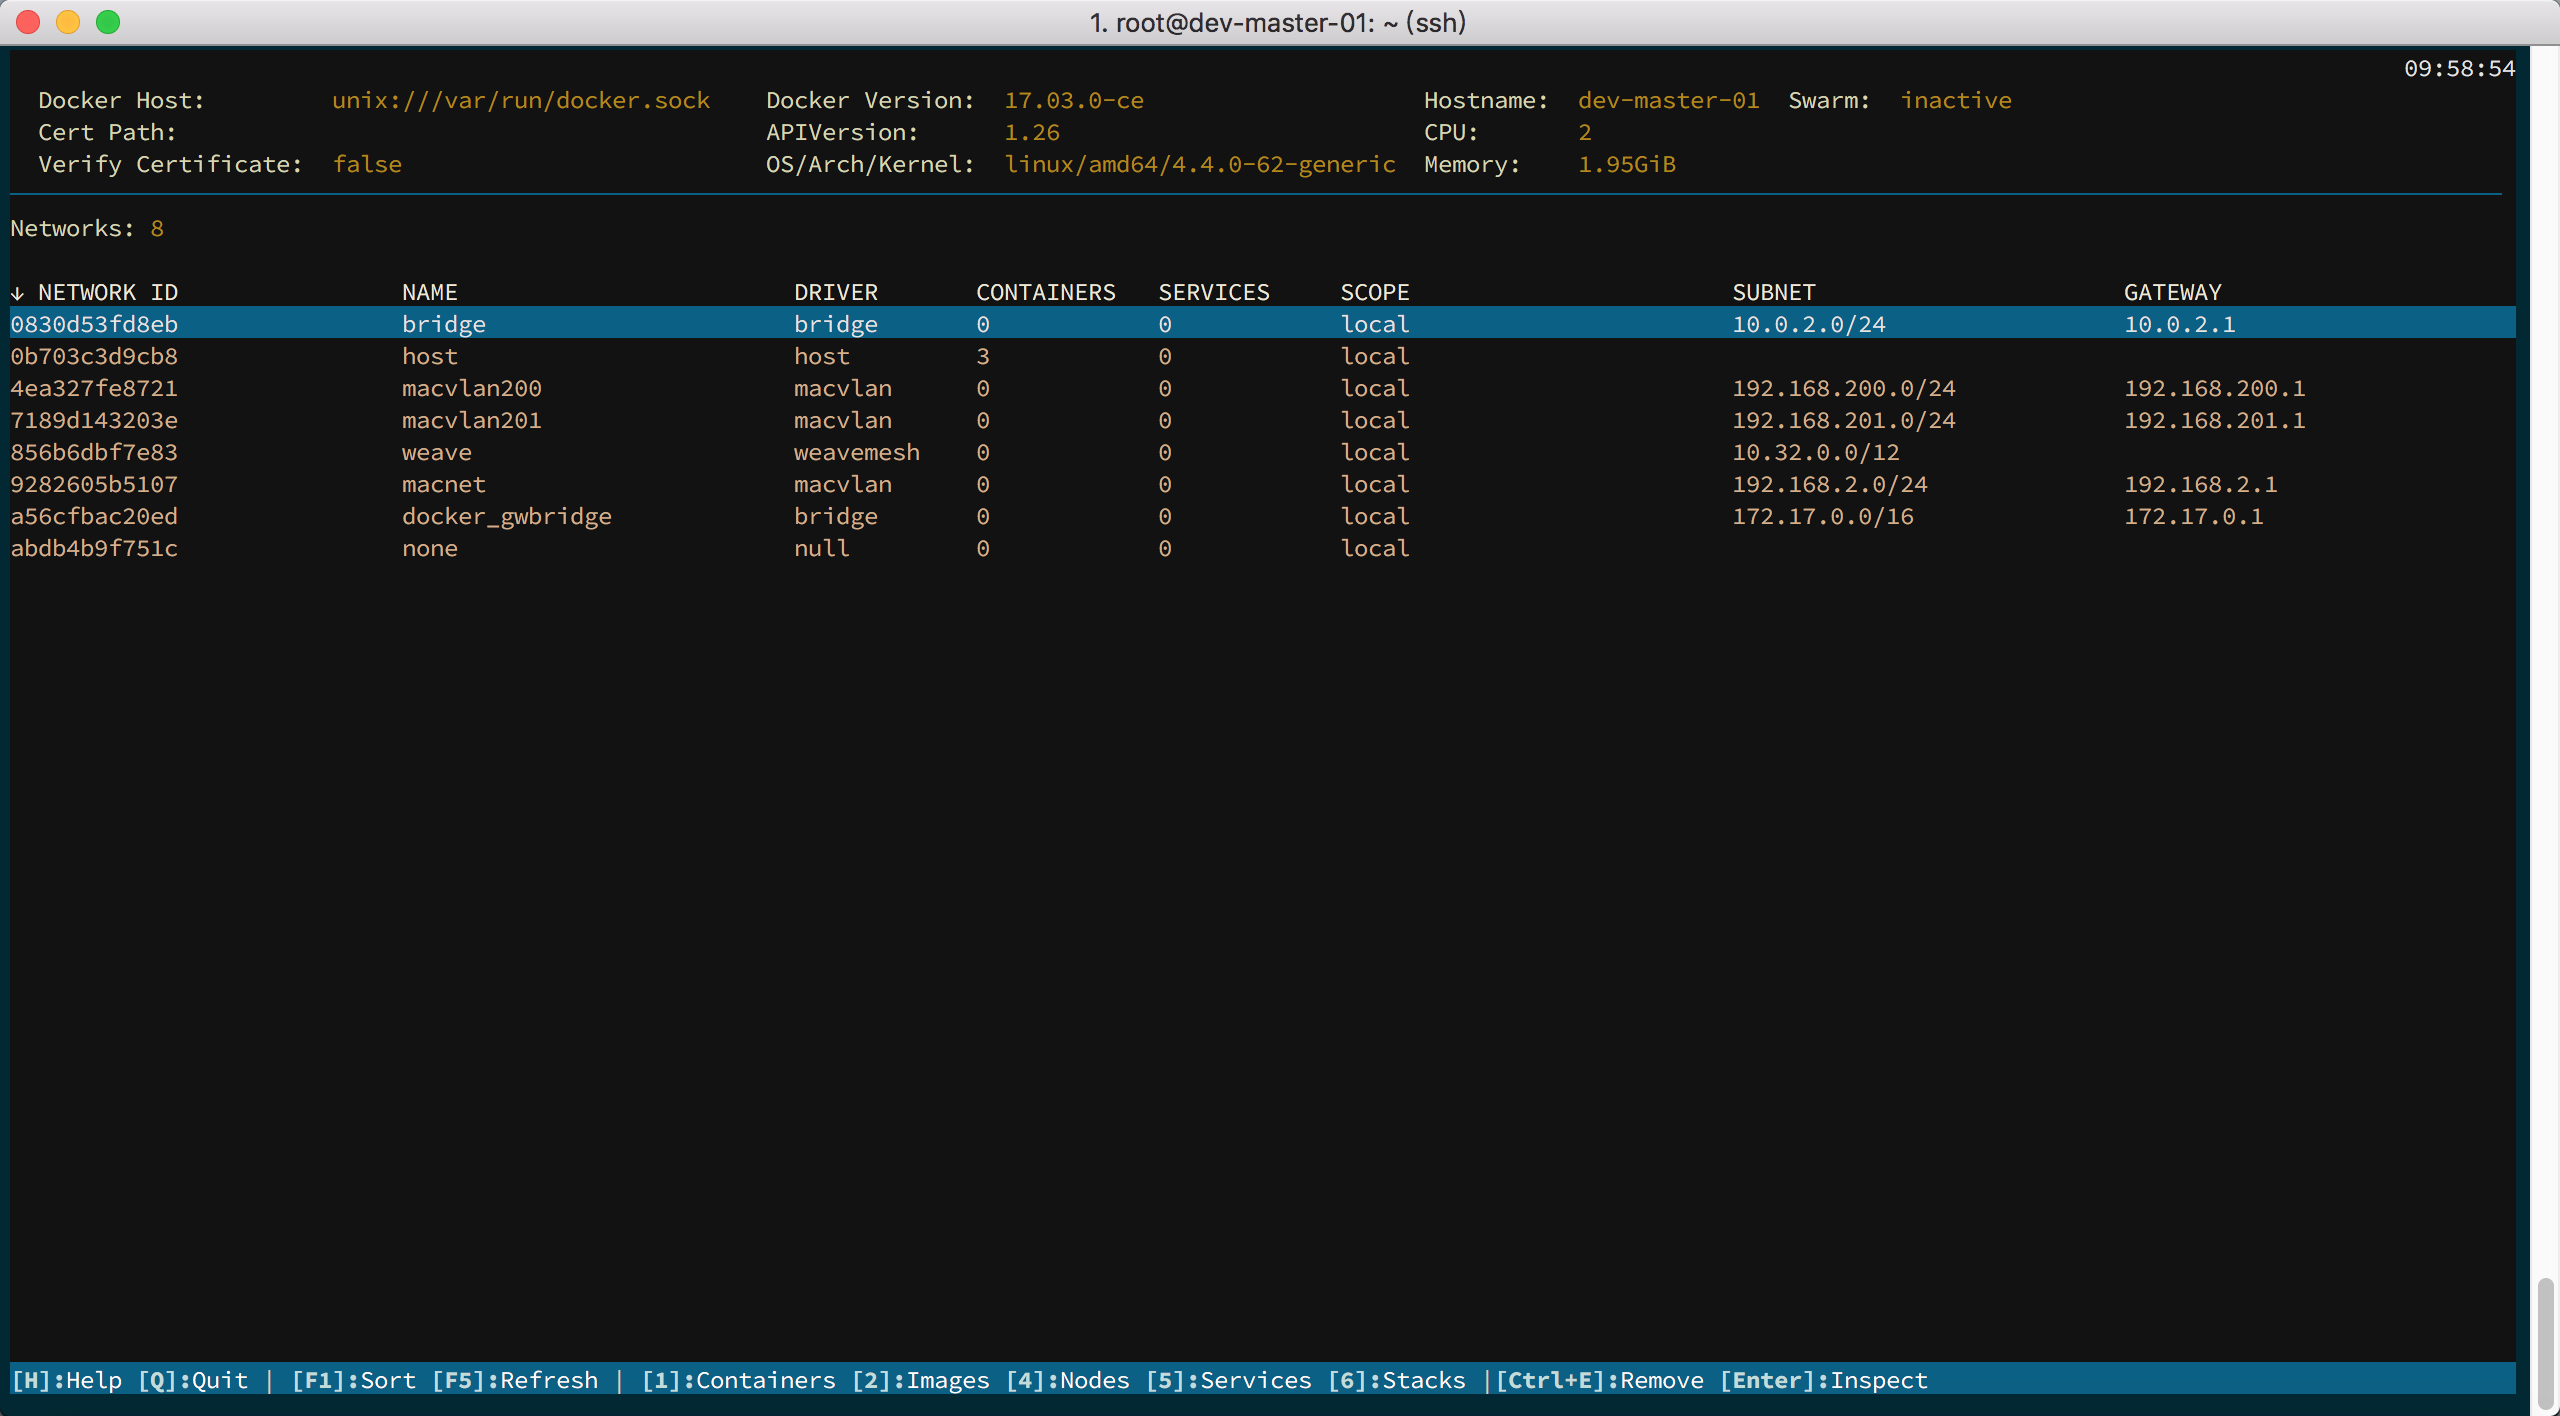 1. root@dev-master-01: ~ (ssh)
09:58:54
Docker Host: unix:///var/run/docker.sock Docker Version: 17.03.0-ce Hostname: dev-master-01 Swarm: inactive
Cert Path: APIVersion: 1.26 CPU: 2
Verify Certificate: false OS/Arch/Kernel: linux/amd64/4.4.0-62-generic Memory: 1.95GiB
Networks: 8
↓ NETWORK ID NAME DRIVER CONTAINERS SERVICES SCOPE SUBNET GATEWAY
0830d53fd8eb bridge bridge 0 0 local 10.0.2.0/24 10.0.2.1
0b703c3d9cb8 host host 3 0 local
4ea327fe8721 macvlan200 macvlan 0 0 local 192.168.200.0/24 192.168.200.1
7189d143203e macvlan201 macvlan 0 0 local 192.168.201.0/24 192.168.201.1
856b6dbf7e83 weave weavemesh 0 0 local 10.32.0.0/12
9282605b5107 macnet macvlan 0 0 local 192.168.2.0/24 192.168.2.1
a56cfbac20ed docker_gwbridge bridge 0 0 local 172.17.0.0/16 172.17.0.1
abdb4b9f751c none null 0 0 local
[H]:Help [Q]:Quit | [F1]:Sort [F5]:Refresh | [1]:Containers [2]:Images [4]:Nodes [5]:Services [6]:Stacks |[Ctrl+E]:Remove [Enter]:Inspect